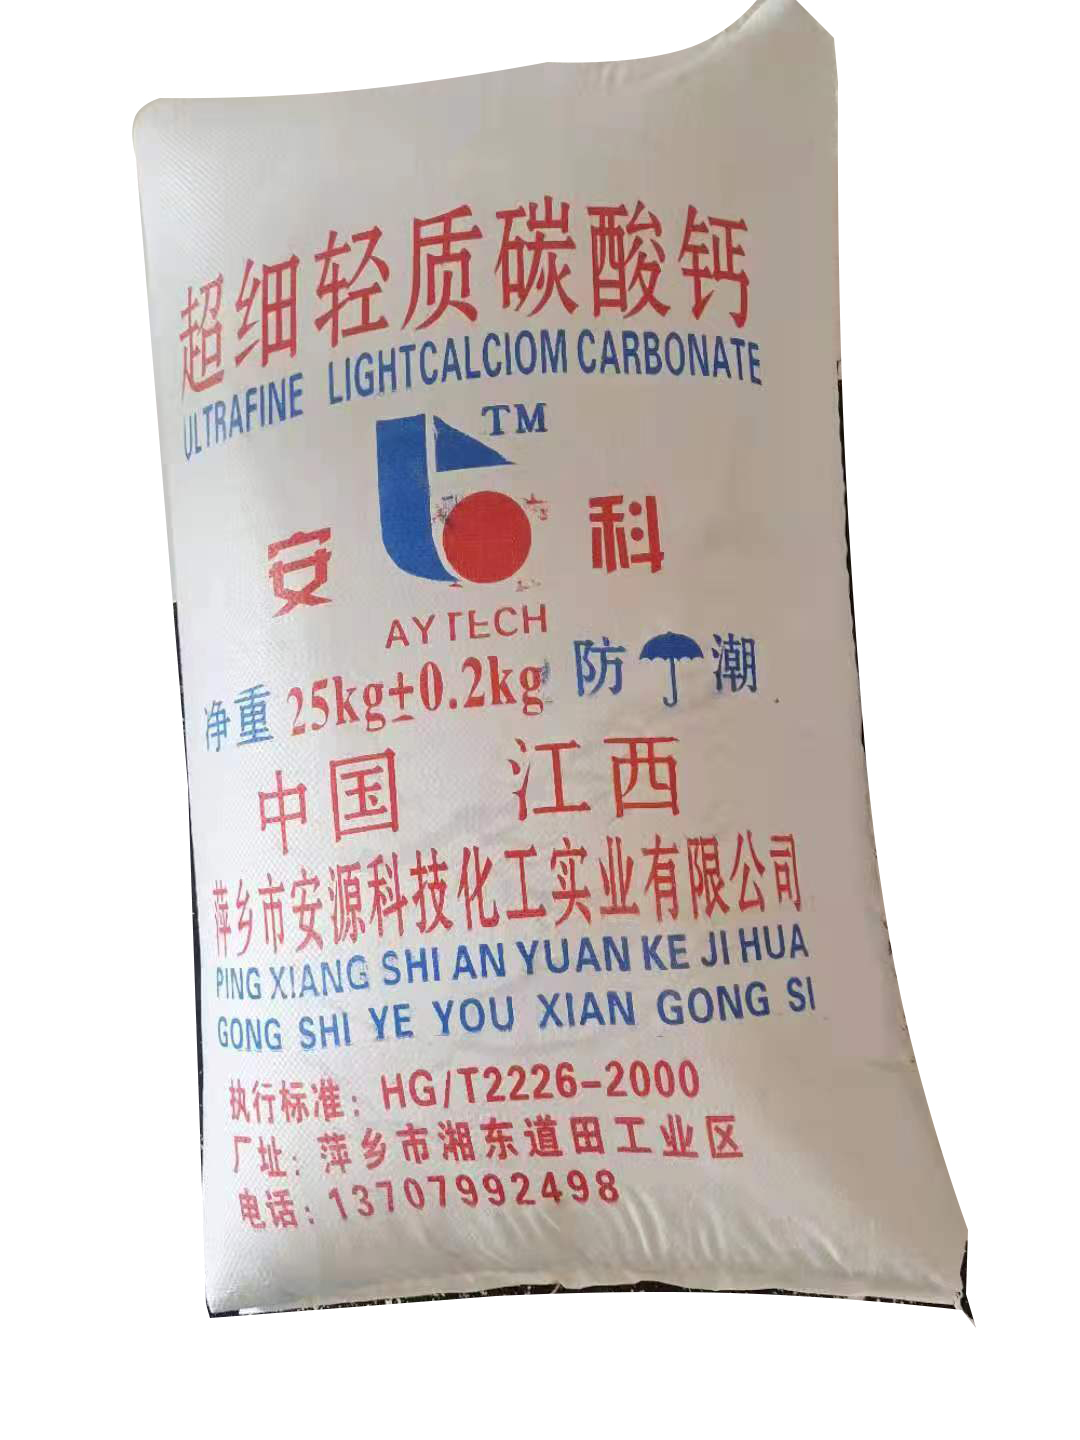 超细轻质碳酸钙
ULTRAFINE LIGHTCALCIOM CARBONATE
TM
安 科
AYTECH
净重 25kg±0.2kg 防潮
中国 江西
萍乡市安源科技化工实业有限公司
PING XIANG SHI AN YUAN KE JI HUA
GONG SHI YE YOU XIAN GONG SI
执行标准：HG/T2226-2000
厂址：萍乡市湘东道田工业区
电话：13707992498